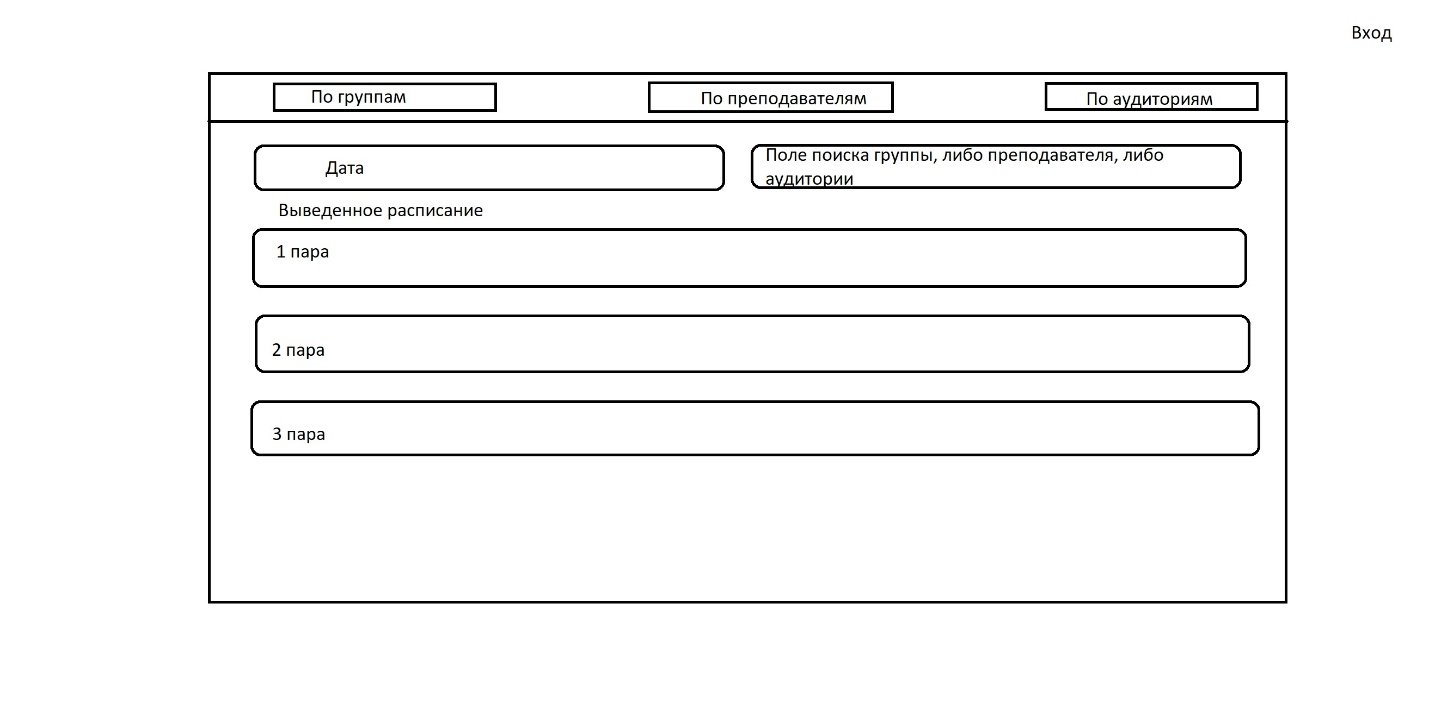 Вход
По группам
По преподавателям
По аудиториям
Дата
Поле поиска группы, либо преподавателя, либо
аудитории
Выведенное расписание
1 пара
2 пара
3 пара